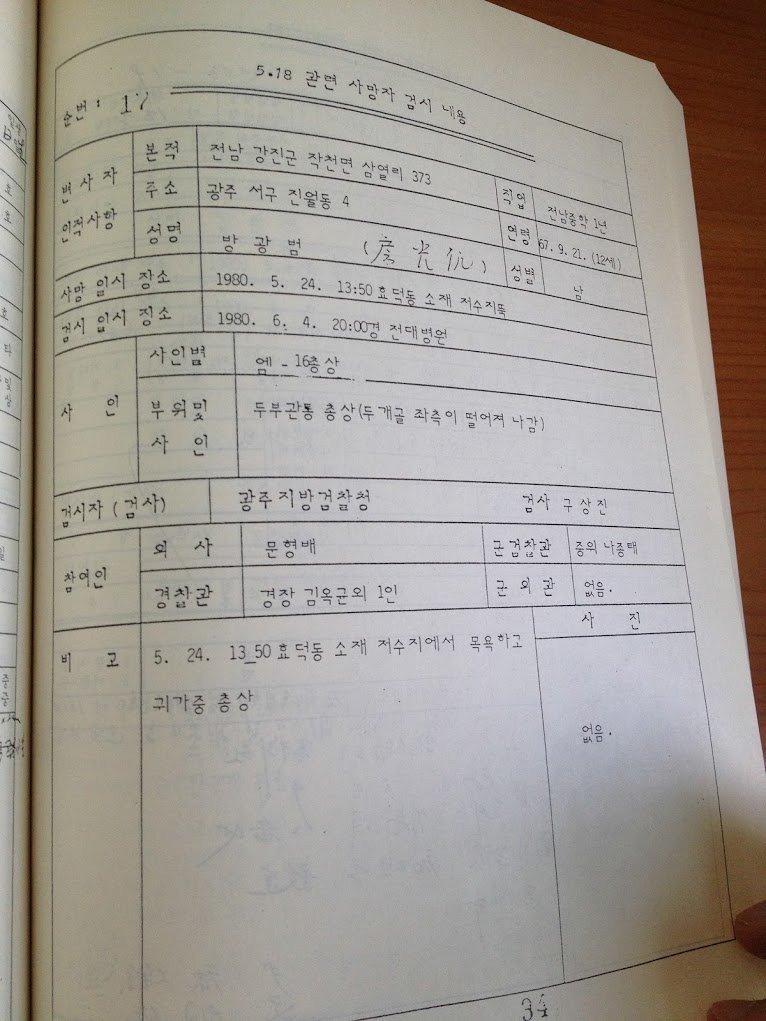 5.18 관련 사망자 검시 내용
순번 : 17
변사자
인적사항
본적
전남 강진군 작천면 삼열리 373
직업
전남중학 1년
주소
광주 서구 진월동 4
연령
67. 9. 21. (12세)
성명
방 광 범
성별
남
사망 일시 장소
1980. 5. 24. 13:50 효덕동 소재 저수지뚝
검시 일시 장소
1980. 6. 4. 20:00경 전대병원
사 인
사인별
엠 - 16총상
부위및
사 인
두부관통 총상(두개골 좌측이 떨어져 나감)
검시자 (검사)
광주지방검찰청
검사 구상진
참여인
의 사
문형배
군검찰관
중위 나종태
경찰관
경장 김옥균외 1인
군 의 관
없음.
비 고
5. 24. 13_50 효덕동 소재 저수지에서 목욕하고
귀가중 총상
사 진
없음.
34